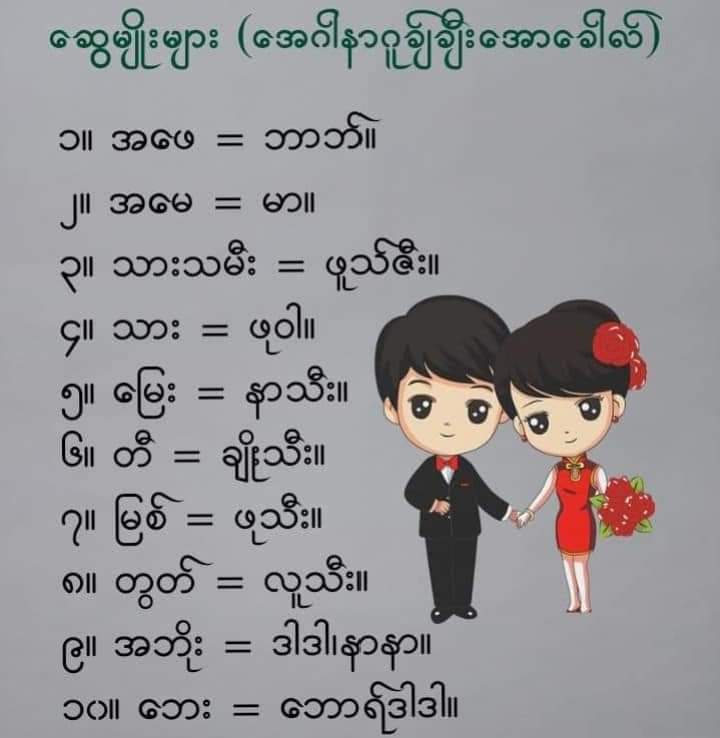 ဆွေမျိုးများ (အေဂါနာဂူချ်ချီးအောခေါလ်)
၁။ အဖေ = ဘာဘ်။
၂။ အမေ = မာ။
၃။ သားသမီး = ဖူသ်ဇီး။
၄။ သား = ဖုဝါ။
၅။ မြေး = နာသီး။
၆။ တီ = ချိုးသီး။
၇။ မြစ် = ဖုသီး။
၈။ တွတ် = လူသီး။
၉။ အဘိုး = ဒါဒါ၊နာနာ။
၁၀။ ဘေး = ဘောရ်ဒါဒါ။